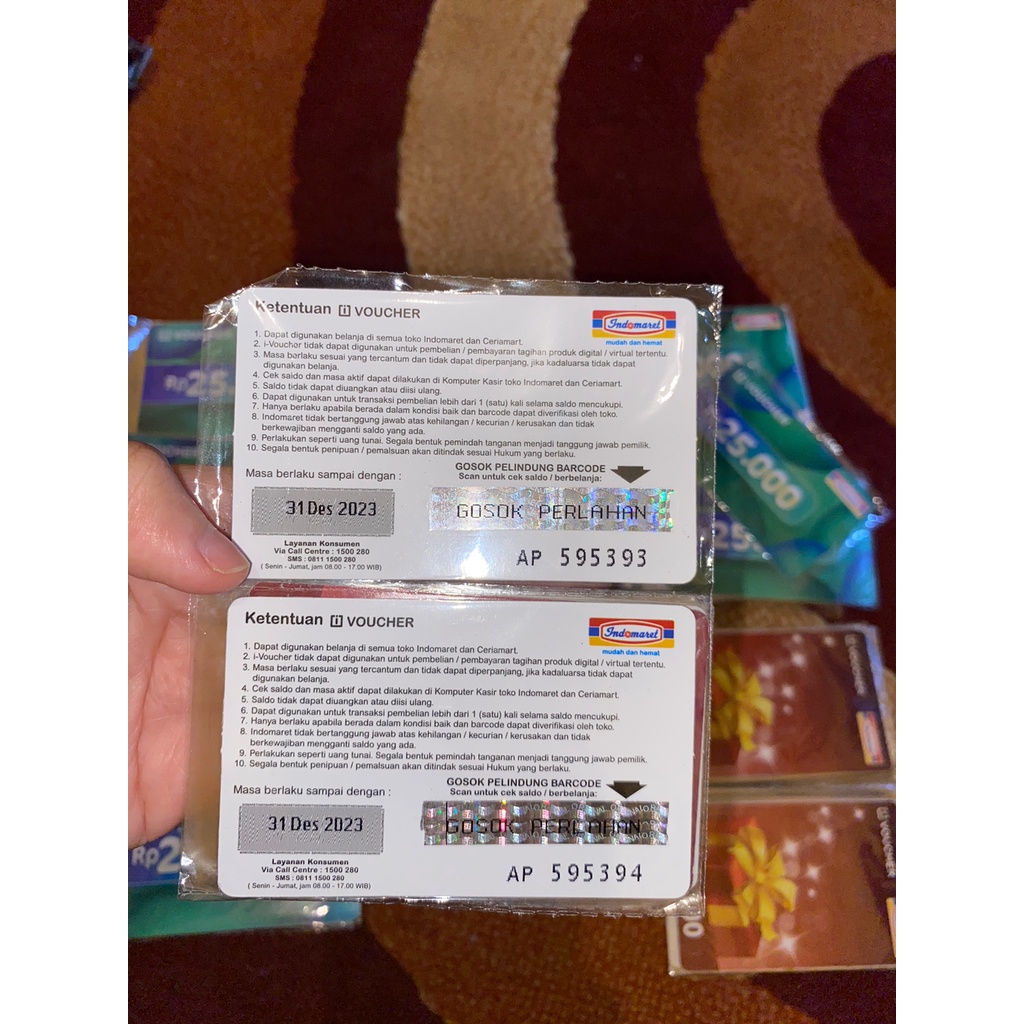 Ketentuan i VOUCHER
Indomaret
mudah dan hemat
1. Dapat digunakan belanja di semua toko Indomaret dan Ceriamart.
2. i-Voucher tidak dapat digunakan untuk pembelian / pembayaran tagihan produk digital / virtual tertentu.
3. Masa berlaku sesuai yang tercantum dan tidak dapat diperpanjang, jika kadaluarsa tidak dapat
digunakan belanja.
4. Cek saldo dan masa aktif dapat dilakukan di Komputer Kasir toko Indomaret dan Ceriamart.
5. Saldo tidak dapat diuangkan atau diisi ulang.
6. Dapat digunakan untuk transaksi pembelian lebih dari 1 (satu) kali selama saldo mencukupi.
7. Hanya berlaku apabila berada dalam kondisi baik dan barcode dapat diverifikasi oleh toko.
8. Indomaret tidak bertanggung jawab atas kehilangan / kecurian / kerusakan dan tidak
berkewajiban mengganti saldo yang ada.
9. Perlakukan seperti uang tunai. Segala bentuk pemindah tanganan menjadi tanggung jawab pemilik.
10. Segala bentuk penipuan / pemalsuan akan ditindak sesuai Hukum yang berlaku.
Masa berlaku sampai dengan :
GOSOK PELINDUNG BARCODE
Scan untuk cek saldo / berbelanja:
31 Des 2023
GOSOK PERLAHAN
Layanan Konsumen
Via Call Centre : 1500 280
SMS : 0811 1500 280
( Senin - Jumat, jam 08.00 - 17.00 WIB)
AP 595393
Ketentuan i VOUCHER
Indomaret
mudah dan hemat
1. Dapat digunakan belanja di semua toko Indomaret dan Ceriamart.
2. i-Voucher tidak dapat digunakan untuk pembelian / pembayaran tagihan produk digital / virtual tertentu.
3. Masa berlaku sesuai yang tercantum dan tidak dapat diperpanjang, jika kadaluarsa tidak dapat
digunakan belanja.
4. Cek saldo dan masa aktif dapat dilakukan di Komputer Kasir toko Indomaret dan Ceriamart.
5. Saldo tidak dapat diuangkan atau diisi ulang.
6. Dapat digunakan untuk transaksi pembelian lebih dari 1 (satu) kali selama saldo mencukupi.
7. Hanya berlaku apabila berada dalam kondisi baik dan barcode dapat diverifikasi oleh toko.
8. Indomaret tidak bertanggung jawab atas kehilangan / kecurian / kerusakan dan tidak
berkewajiban mengganti saldo yang ada.
9. Perlakukan seperti uang tunai. Segala bentuk pemindah tanganan menjadi tanggung jawab pemilik.
10. Segala bentuk penipuan / pemalsuan akan ditindak sesuai Hukum yang berlaku.
Masa berlaku sampai dengan :
GOSOK PELINDUNG BARCODE
Scan untuk cek saldo / berbelanja:
31 Des 2023
GOSOK PERLAHAN
Layanan Konsumen
Via Call Centre : 1500 280
SMS : 0811 1500 280
( Senin - Jumat, jam 08.00 - 17.00 WIB)
AP 595394
Rp25.
25.000
25.
Rp2
VOUCHER
VOUCHER